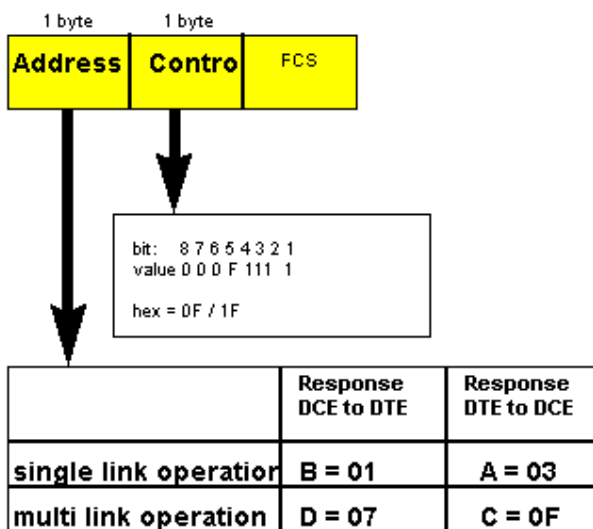 1 byte 1 byte
Address Contro FCS
bit: 8 7 6 5 4 3 2 1
value 0 0 0 F 111 1
hex = 0F / 1F
Response Response
DCE to DTE DTE to DCE
single link operation B = 01 A = 03
multi link operation D = 07 C = 0F